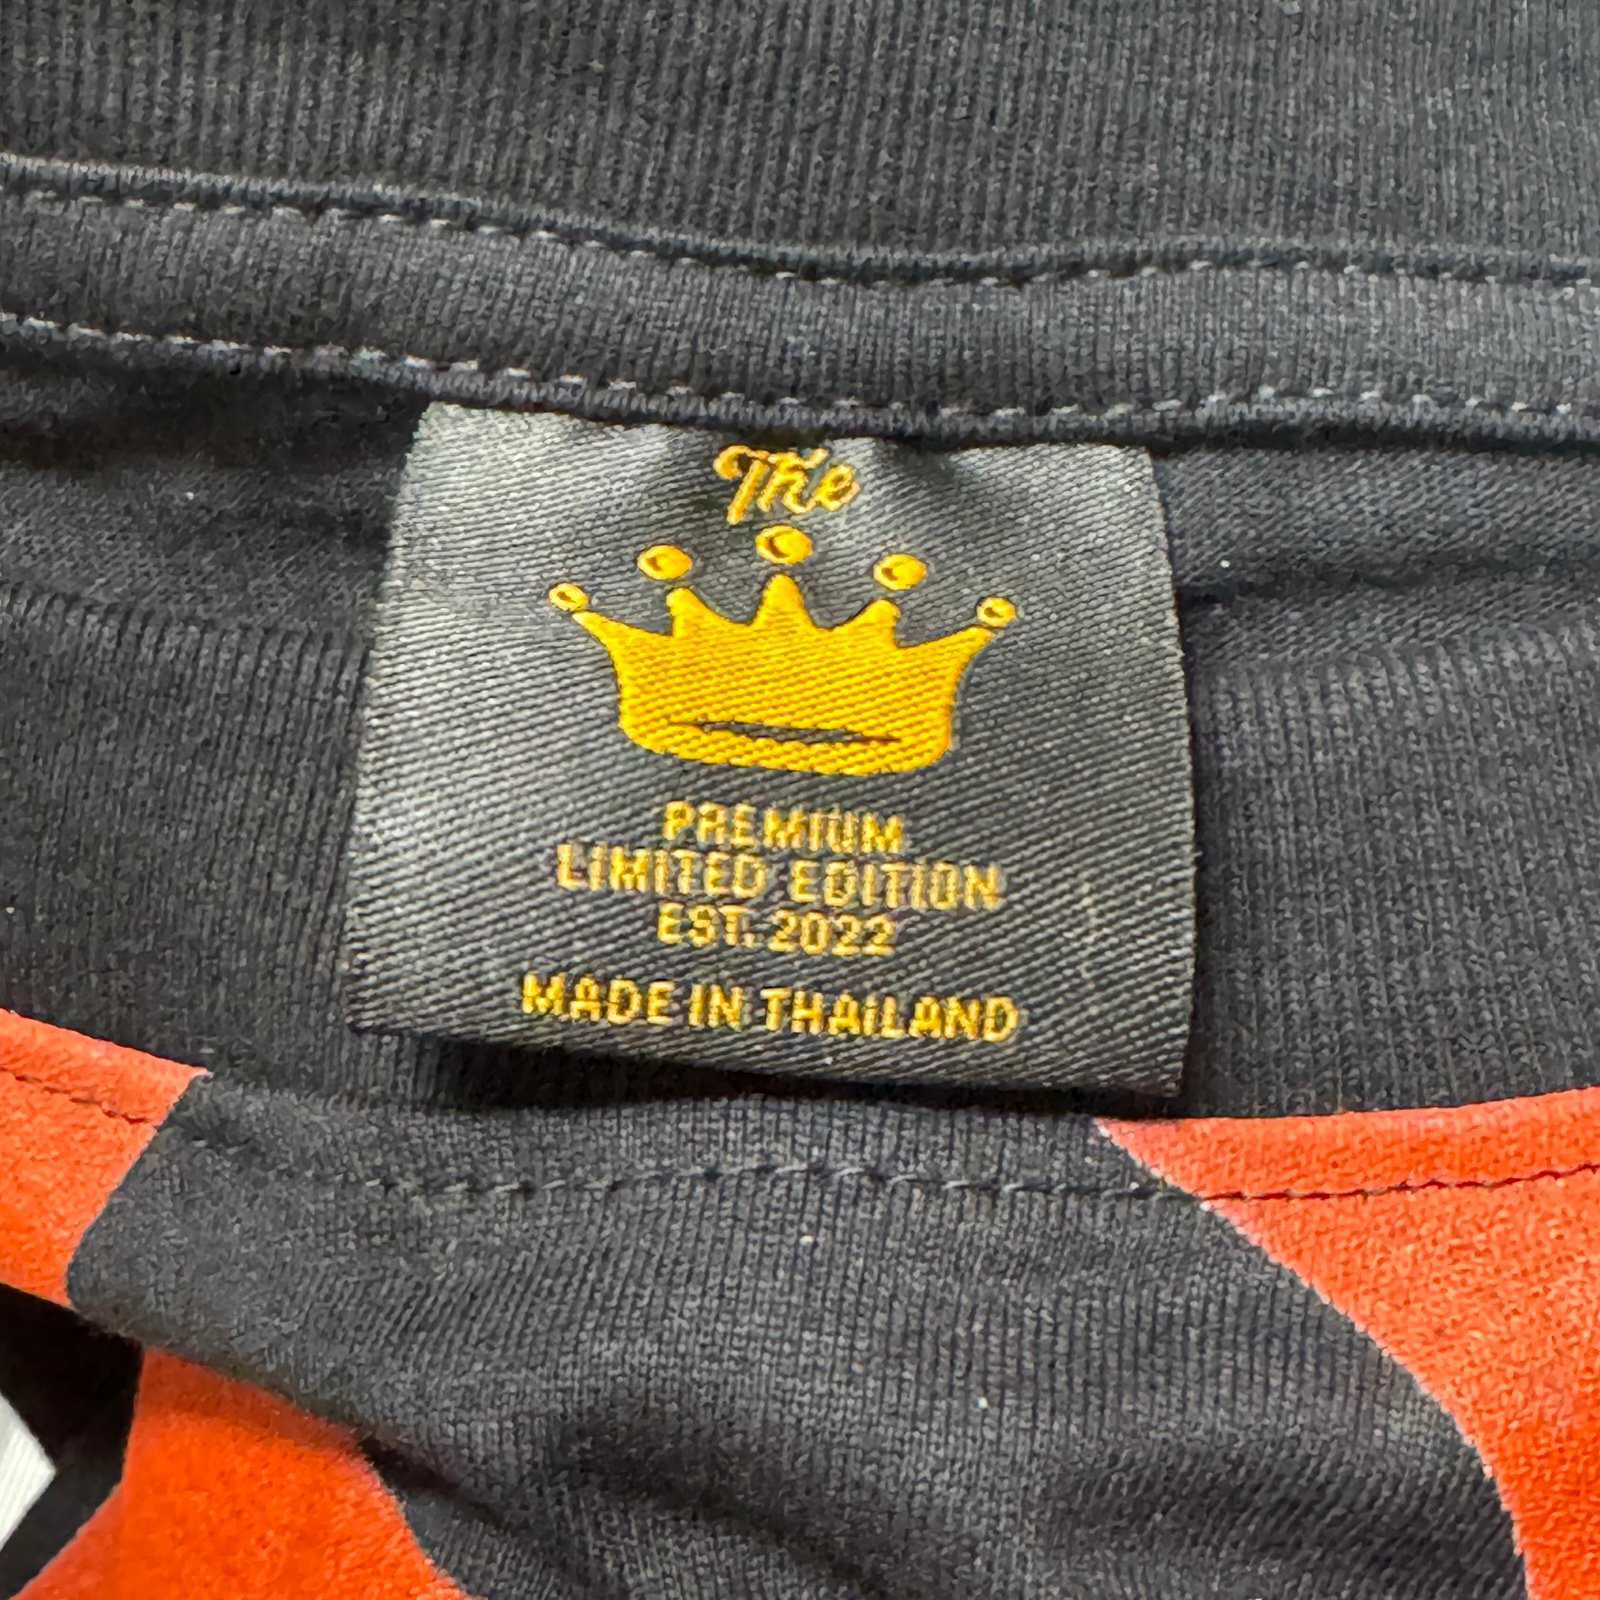 The
PREMIUM
LIMITED EDITION
EST. 2022
MADE IN THAILAND